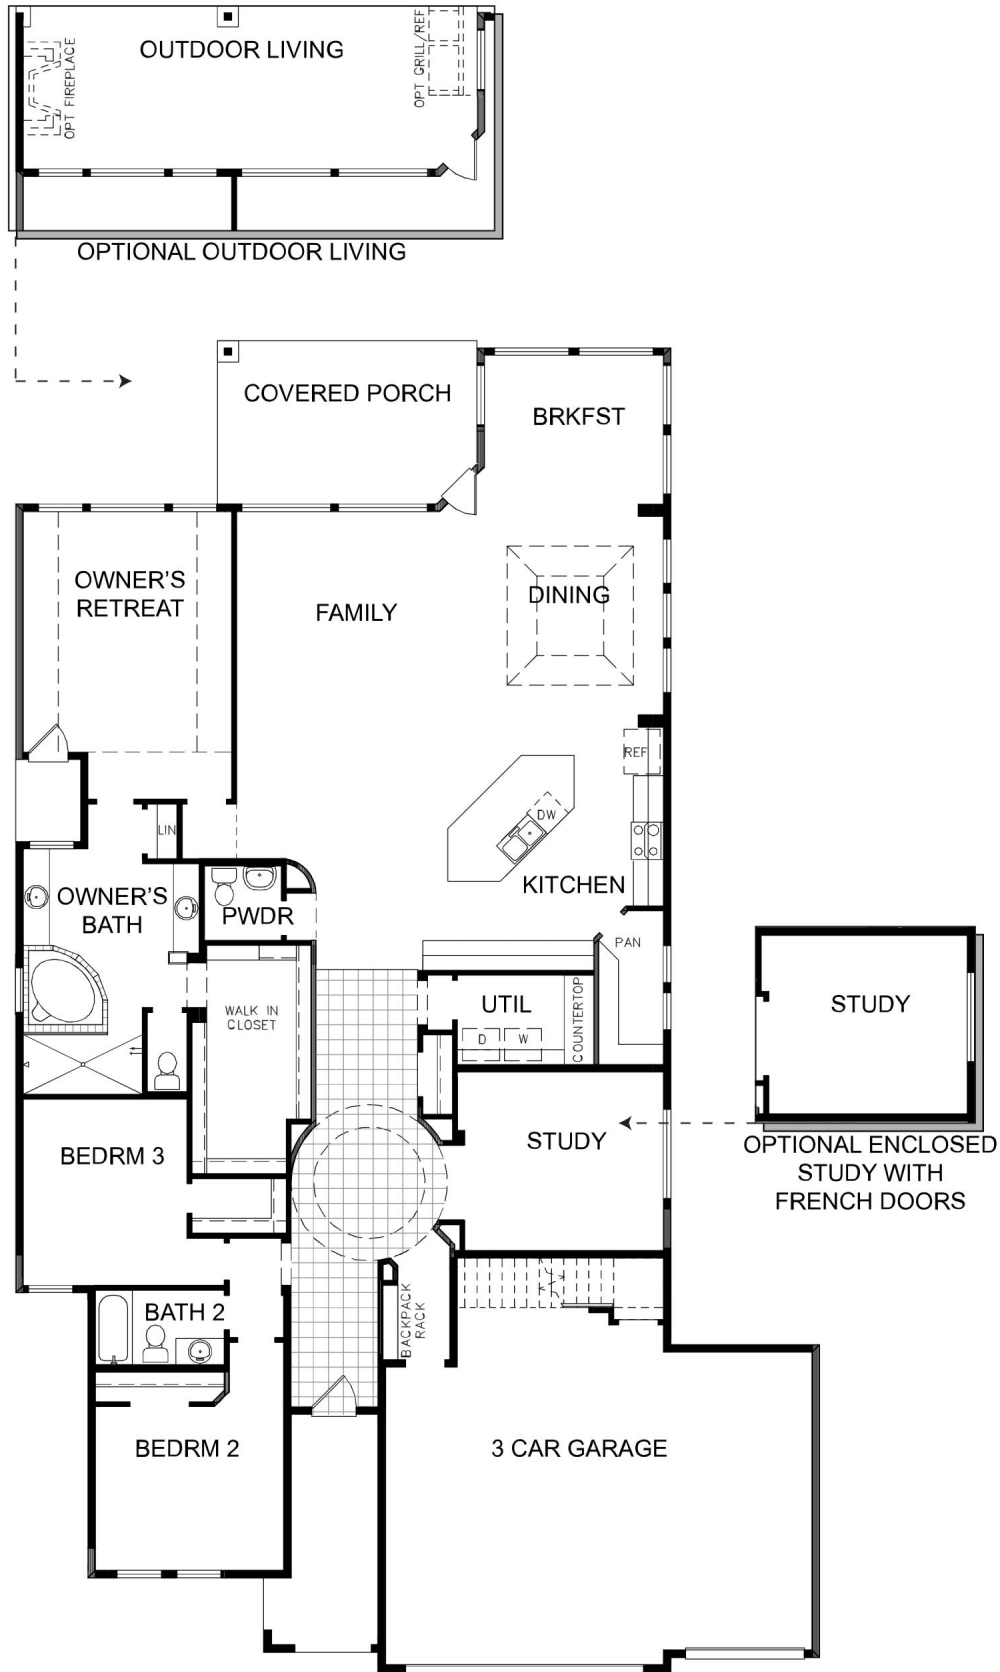 OUTDOOR LIVING
OPT FIREPLACE
OPT GRILL/REF
OPTIONAL OUTDOOR LIVING
COVERED PORCH
BRKFST
OWNER'S
RETREAT
FAMILY
DINING
REF
DW
LIN
KITCHEN
OWNER'S
BATH
PWDR
PAN
WALK IN
CLOSET
UTIL
D
W
COUNTERTOP
STUDY
STUDY
OPTIONAL ENCLOSED
STUDY WITH
FRENCH DOORS
BEDRM 3
BATH 2
BACKPACK
RACK
BEDRM 2
3 CAR GARAGE